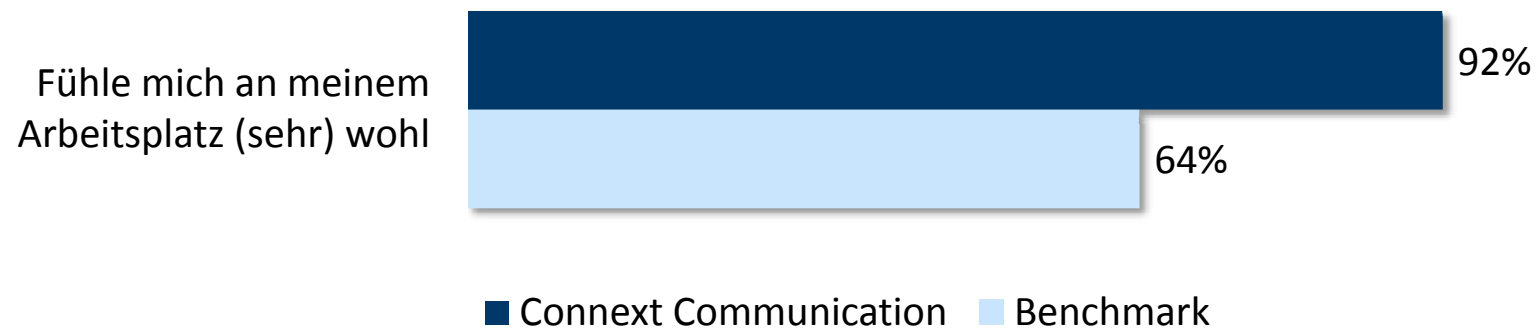 Fühle mich an meinem
Arbeitsplatz (sehr) wohl
92%
64%
Connext Communication Benchmark